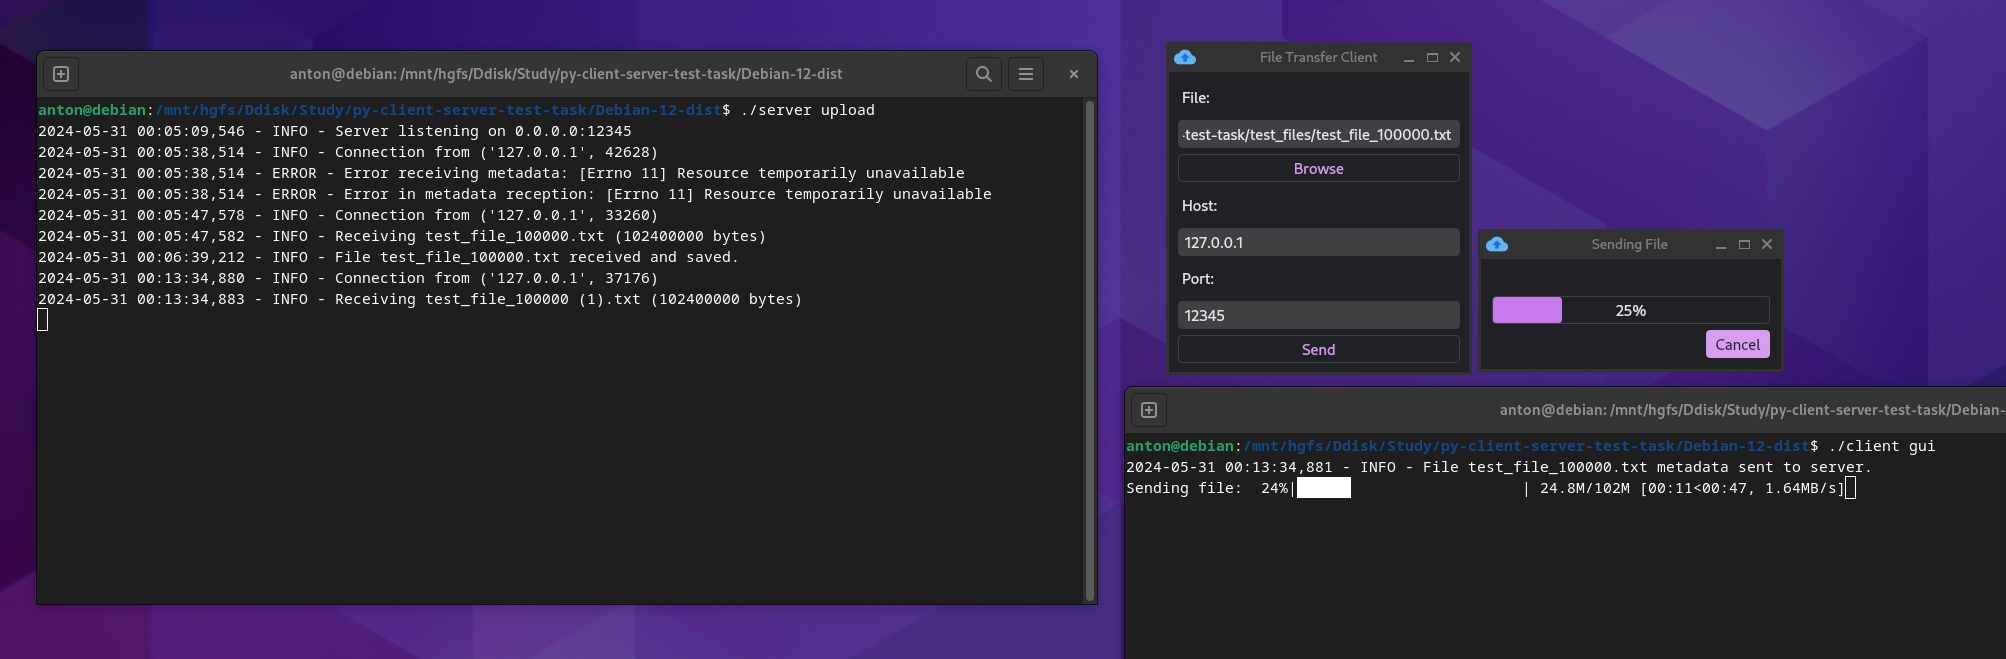 anton@debian: /mnt/hgfs/Ddisk/Study/py-client-server-test-task/Debian-12-dist
anton@debian:/mnt/hgfs/Ddisk/Study/py-client-server-test-task/Debian-12-dist$ ./server upload
2024-05-31 00:05:09,546 - INFO - Server listening on 0.0.0.0:12345
2024-05-31 00:05:38,514 - INFO - Connection from ('127.0.0.1', 42628)
2024-05-31 00:05:38,514 - ERROR - Error receiving metadata: [Errno 11] Resource temporarily unavailable
2024-05-31 00:05:38,514 - ERROR - Error in metadata reception: [Errno 11] Resource temporarily unavailable
2024-05-31 00:05:47,578 - INFO - Connection from ('127.0.0.1', 33260)
2024-05-31 00:05:47,582 - INFO - Receiving test_file_100000.txt (102400000 bytes)
2024-05-31 00:06:39,212 - INFO - File test_file_100000.txt received and saved.
2024-05-31 00:13:34,880 - INFO - Connection from ('127.0.0.1', 37176)
2024-05-31 00:13:34,883 - INFO - Receiving test_file_100000 (1).txt (102400000 bytes)
File Transfer Client
File:
-test-task/test_files/test_file_100000.txt
Browse
Host:
127.0.0.1
Port:
12345
Send
Sending File
25%
Cancel
anton@debian: /mnt/hgfs/Ddisk/Study/py-client-server-test-task/Debian-
anton@debian:/mnt/hgfs/Ddisk/Study/py-client-server-test-task/Debian-12-dist$ ./client gui
2024-05-31 00:13:34,881 - INFO - File test_file_100000.txt metadata sent to server.
Sending file:  24%|                    | 24.8M/102M [00:11<00:47, 1.64MB/s]